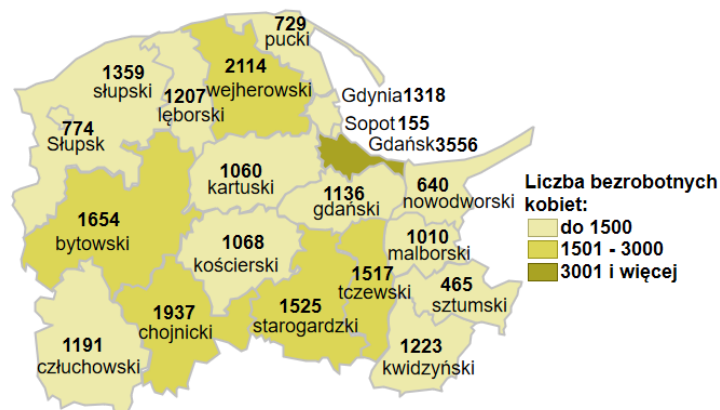 729
pucki
1359
słupski
2114
wejherowski
1207
lęborski
Gdynia1318
Sopot155
Gdańsk3556
774
Słupsk
1060
kartuski
1136
gdański
640
nowodworski
1654
bytowski
1068
kościerski
1010
malborski
1517
tczewski
465
sztumski
1937
chojnicki
1525
starogardzki
1191
człuchowski
1223
kwidzyński
Liczba bezrobotnych
kobiet:
do 1500
1501 - 3000
3001 i więcej